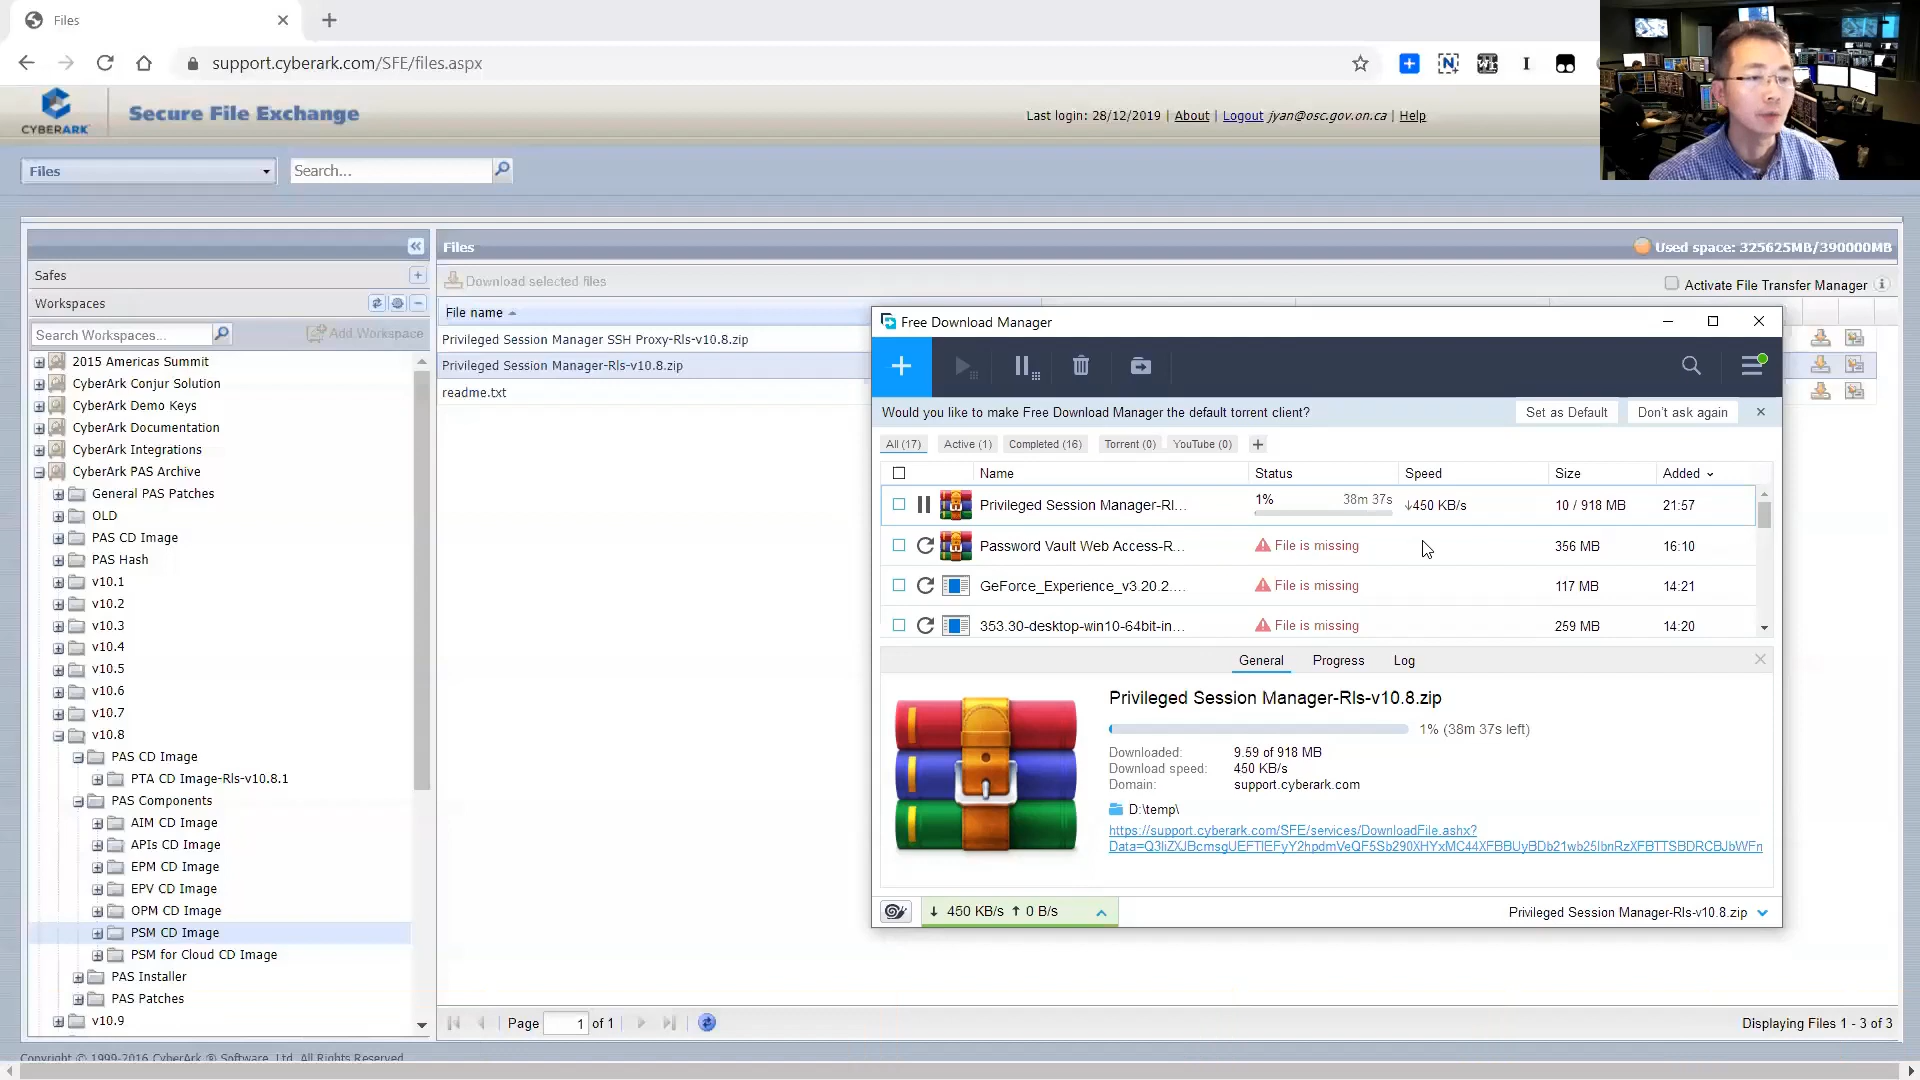 Files
support.cyberark.com/SFE/files.aspx
CYBERARK
Secure File Exchange
Last login: 28/12/2019 | About | Logout jyan@osc.gov.on.ca | Help
Files
Search...
Files
Used space: 325625MB/390000MB
Safes
Download selected files
Activate File Transfer Manager
Workspaces
Search Workspaces...
Add Workspace
File name
Privileged Session Manager SSH Proxy-Rls-v10.8.zip
Privileged Session Manager-Rls-v10.8.zip
readme.txt
2015 Americas Summit
CyberArk Conjur Solution
CyberArk Demo Keys
CyberArk Documentation
CyberArk Integrations
CyberArk PAS Archive
General PAS Patches
OLD
PAS CD Image
PAS Hash
v10.1
v10.2
v10.3
v10.4
v10.5
v10.6
v10.7
v10.8
PAS CD Image
PTA CD Image-Rls-v10.8.1
PAS Components
AIM CD Image
APIs CD Image
EPM CD Image
EPV CD Image
OPM CD Image
PSM CD Image
PSM for Cloud CD Image
PAS Installer
PAS Patches
v10.9
Free Download Manager
Would you like to make Free Download Manager the default torrent client?
Set as Default
Don't ask again
All (17) Active (1) Completed (16) Torrent (0) YouTube (0)
Name Status Speed Size Added
Privileged Session Manager-Rl... 1% 38m 37s ↓450 KB/s 10 / 918 MB 21:57
Password Vault Web Access-R... File is missing 356 MB 16:10
GeForce_Experience_v3.20.2.... File is missing 117 MB 14:21
353.30-desktop-win10-64bit-in... File is missing 259 MB 14:20
General Progress Log
Privileged Session Manager-Rls-v10.8.zip
1% (38m 37s left)
Downloaded: 9.59 of 918 MB
Download speed: 450 KB/s
Domain: support.cyberark.com
D:\temp\
https://support.cyberark.com/SFE/services/DownloadFile.ashx?
↓ 450 KB/s ↑ 0 B/s
Privileged Session Manager-Rls-v10.8.zip
Page 1 of 1
Displaying Files 1 - 3 of 3
Copyright © 1999-2016 CyberArk ® Software, Ltd. All Rights Reserved